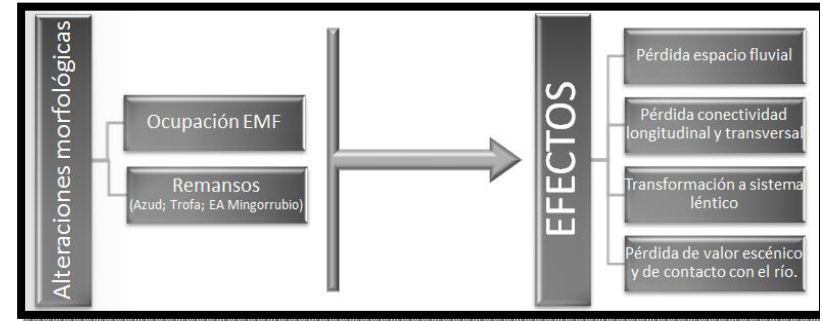 Alteraciones morfológicas
Ocupación EMF
Remansos
(Azud; Trofa; EA Mingorrubio)
EFECTOS
Pérdida espacio fluvial
Pérdida conectividad
longitudinal y transversal
Transformación a sistema
léntico
Pérdida de valor escénico
y de contacto con el río.